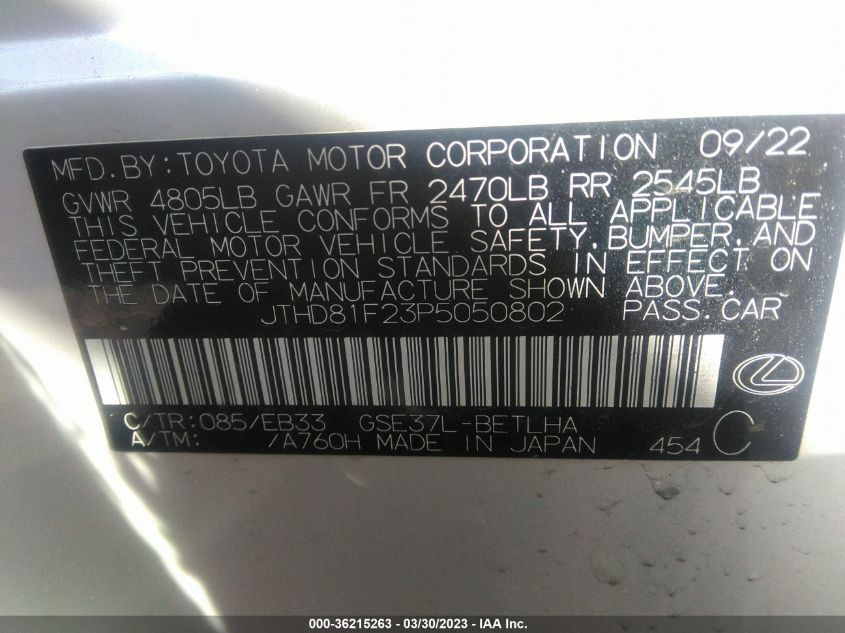 MFD. BY: TOYOTA MOTOR CORPORATION 09/22
GVWR 4805LB GAWR FR 2470LB RR 2545LB
THIS VEHICLE CONFORMS TO ALL APPLICABLE
FEDERAL MOTOR VEHICLE SAFETY, BUMPER, AND
THEFT PREVENTION STANDARDS IN EFFECT ON
THE DATE OF MANUFACTURE SHOWN ABOVE.
JTHD81F23P5050802 PASS. CAR
C/TR: 085/EB33 GSE37L-BETLHA
A/TM: /A760H MADE IN JAPAN 454 C
000-36215263 - 03/30/2023 - IAA Inc.